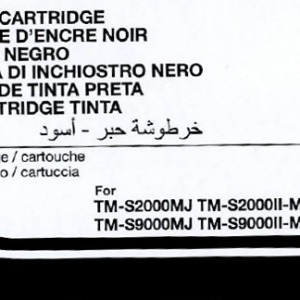 CARTRIDGE
E D'ENCRE NOIR
NEGRO
A DI INCHIOSTRO NERO
DE TINTA PRETA
TRIDGE TINTA
خرطوشة حبر - أسود
e / cartouche
o / cartuccia
For
TM-S2000MJ TM-S2000II-M
TM-S9000MJ TM-S9000II-M